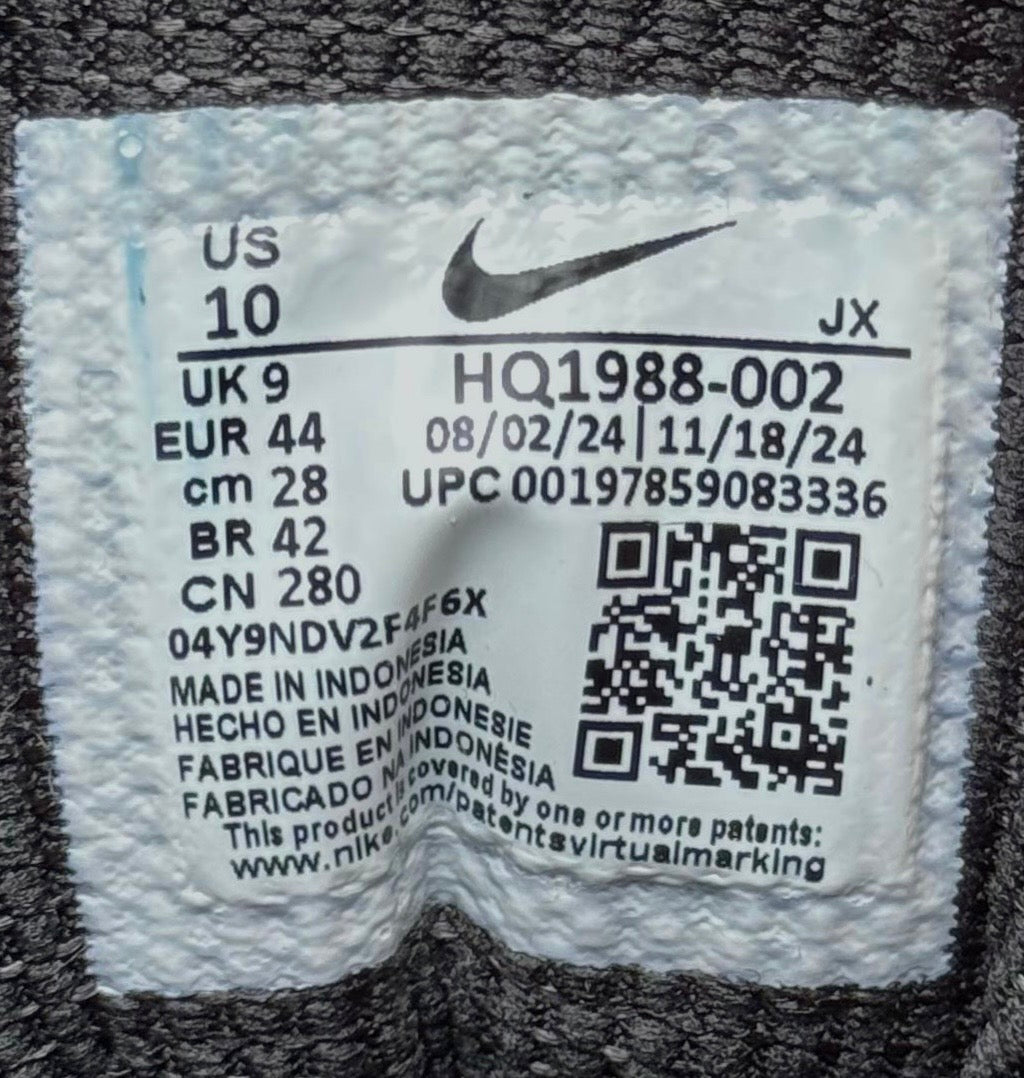 US
10
JX
UK 9
HQ1988-002
EUR 44
08/02/24|11/18/24
cm 28
UPC 00197859083336
BR 42
CN 280
04Y9NDV2F4F6X
MADE IN INDONESIA
HECHO EN INDONESIA
FABRIQUE EN INDONESIE
FABRICADO NA INDONÉSIA
This product is covered by one or more patents:
www.nike.com/patentsvirtualmarking